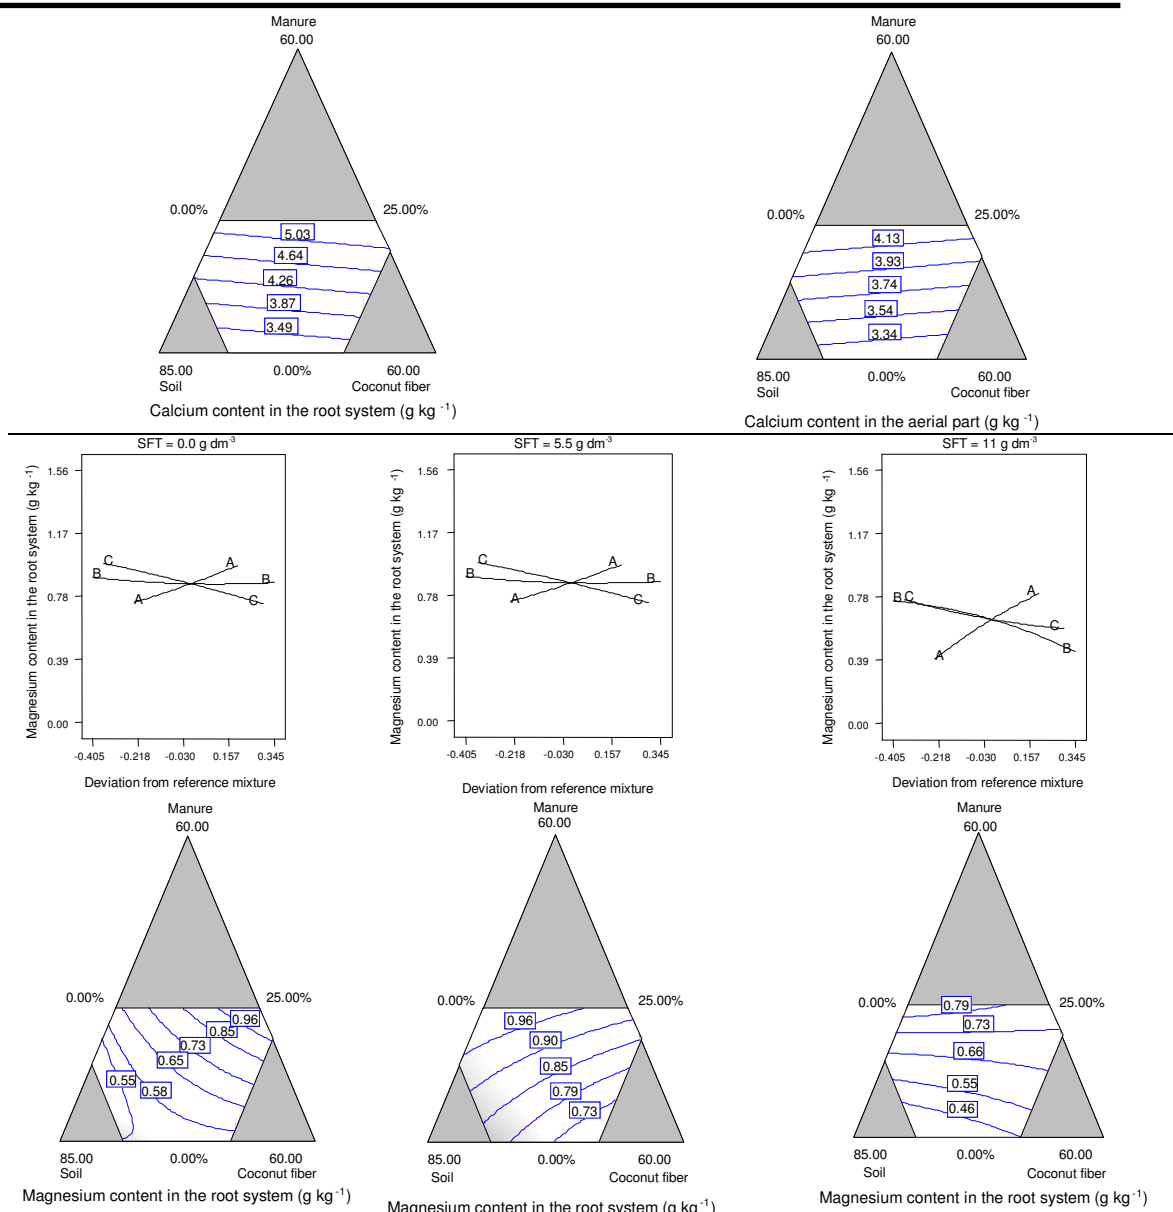 Manure
60.00
0.00%
25.00%
5.03
4.64
4.26
3.87
3.49
85.00
0.00%
60.00
Soil
Coconut fiber
Calcium content in the root system (g kg -1)
Manure
60.00
0.00%
25.00%
4.13
3.93
3.74
3.54
3.34
85.00
0.00%
60.00
Soil
Coconut fiber
Calcium content in the aerial part (g kg -1)
SFT = 0.0 g dm-3
Magnesium content in the root system (g kg -1)
1.56
1.17
0.78
0.39
0.00
C
B
A
A
B
C
-0.405 -0.218 -0.030 0.157 0.345
Deviation from reference mixture
SFT = 5.5 g dm-3
Magnesium content in the root system (g kg -1)
1.56
1.17
0.78
0.39
0.00
C
B
A
A
B
C
-0.405 -0.218 -0.030 0.157 0.345
Deviation from reference mixture
SFT = 11 g dm-3
Magnesium content in the root system (g kg -1)
1.56
1.17
0.78
0.39
0.00
B C
A
A
C
B
-0.405 -0.218 -0.030 0.157 0.345
Deviation from reference mixture
Manure
60.00
0.00%
25.00%
0.96
0.85
0.73
0.65
0.55
0.58
85.00
0.00%
60.00
Soil
Coconut fiber
Magnesium content in the root system (g kg-1)
Manure
60.00
0.00%
25.00%
0.96
0.90
0.85
0.79
0.73
85.00
0.00%
60.00
Soil
Coconut fiber
Magnesium content in the root system (g kg-1)
Manure
60.00
0.00%
25.00%
0.79
0.73
0.66
0.55
0.46
85.00
0.00%
60.00
Soil
Coconut fiber
Magnesium content in the root system (g kg-1)